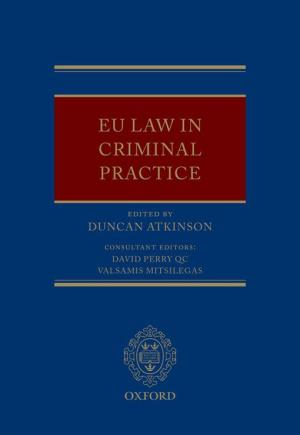 EU LAW IN
CRIMINAL
PRACTICE
EDITED BY
DUNCAN ATKINSON
CONSULTANT EDITORS:
DAVID PERRY QC
VALSAMIS MITSILEGAS
OXFORD